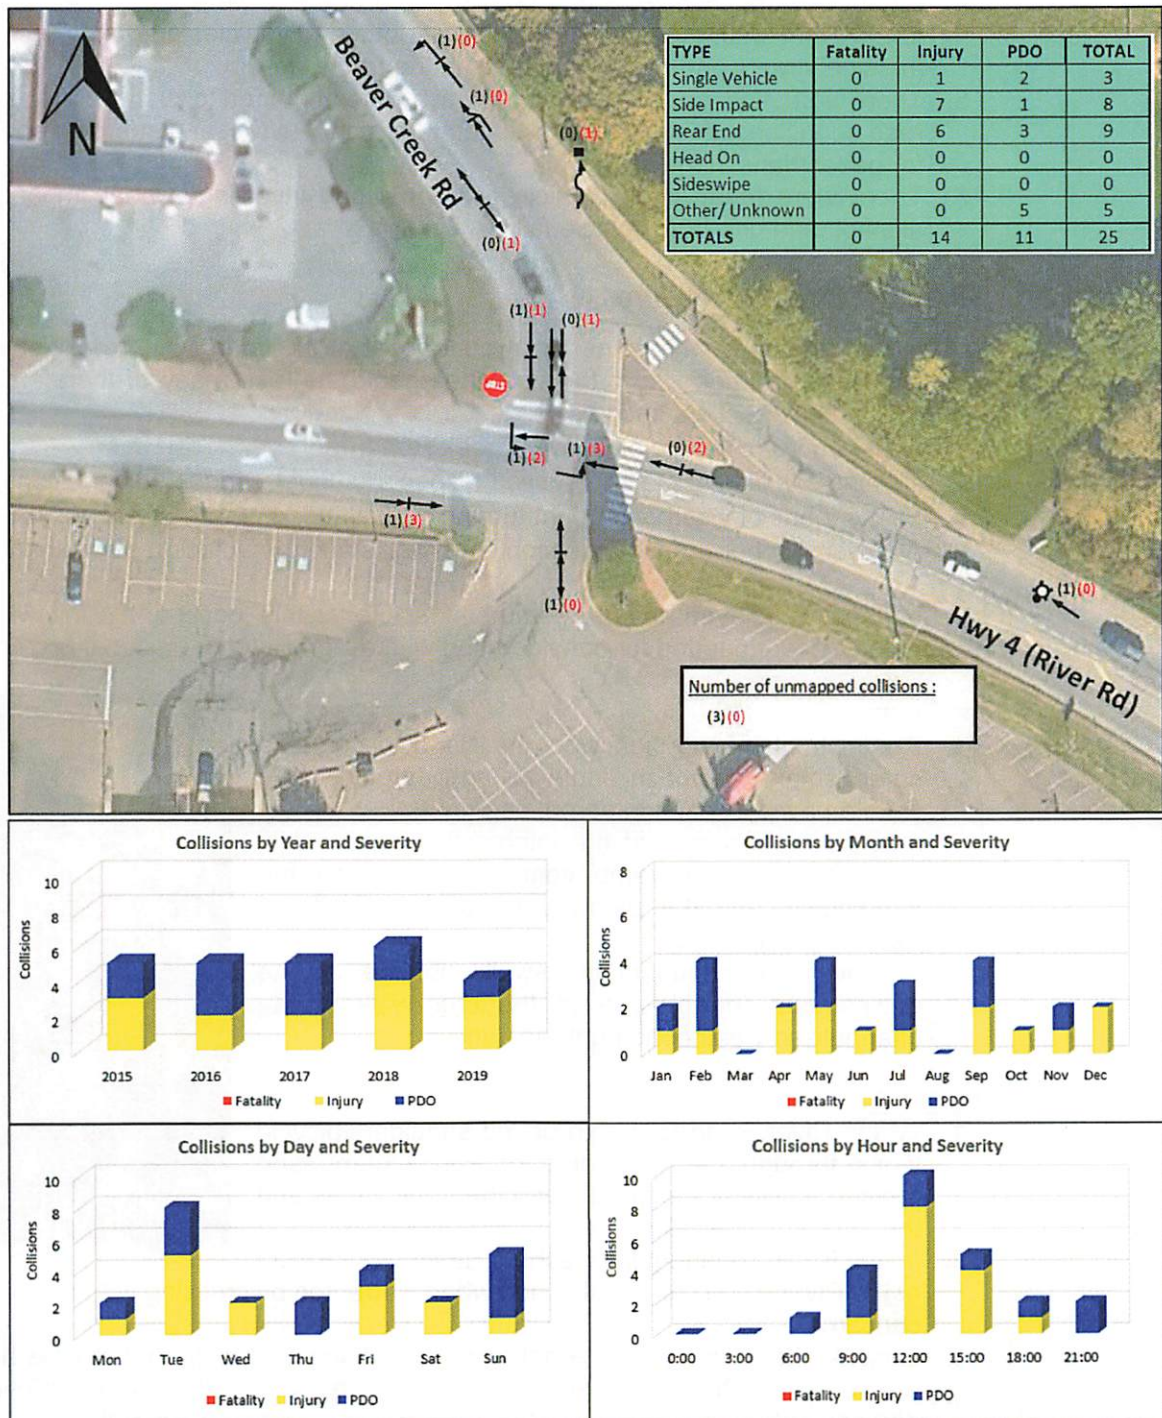 (1)(0)
TYPE Fatality Injury PDO TOTAL
Single Vehicle 0 1 2 3
Side Impact 0 7 1 8
Rear End 0 6 3 9
Head On 0 0 0 0
Sideswipe 0 0 0 0
Other/ Unknown 0 0 5 5
TOTALS 0 14 11 25
N
Beaver Creek Rd
(1)(0)
(0)(1)
(0)(1)
(1)(1)
(0)(1)
STOP
(1)(2)
(1)(3)
(0)(2)
(1)(3)
(1)(0)
(1)(0)
Hwy 4 (River Rd)
Number of unmapped collisions :
(3)(0)
Collisions by Year and Severity
Collisions
10
8
6
4
2
0
2015 2016 2017 2018 2019
Fatality Injury PDO
Collisions by Month and Severity
Collisions
8
6
4
2
0
Jan Feb Mar Apr May Jun Jul Aug Sep Oct Nov Dec
Fatality Injury PDO
Collisions by Day and Severity
Collisions
10
8
6
4
2
0
Mon Tue Wed Thu Fri Sat Sun
Fatality Injury PDO
Collisions by Hour and Severity
Collisions
10
8
6
4
2
0
0:00 3:00 6:00 9:00 12:00 15:00 18:00 21:00
Fatality Injury PDO